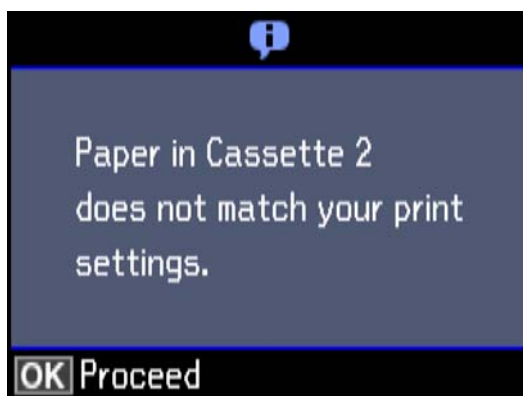 Paper in Cassette 2
does not match your print
settings.
OK Proceed